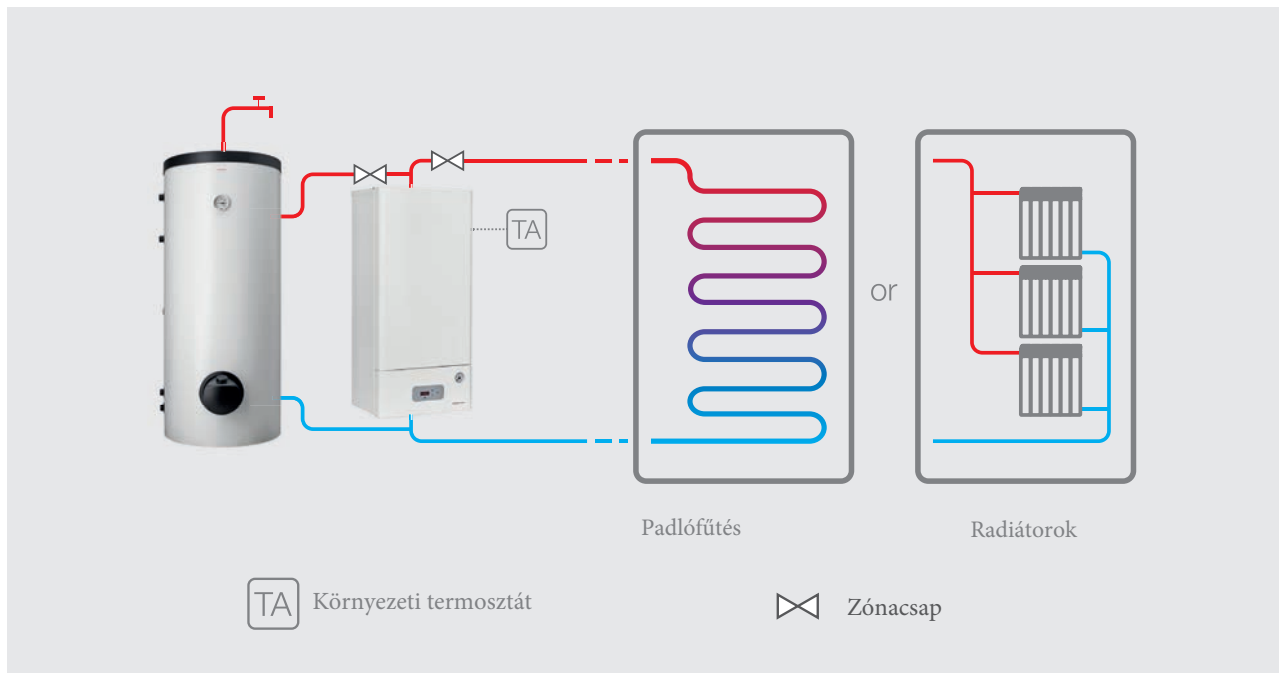 TA
or
Padlófűtés
Radiátorok
TA Környezeti termosztát
Zónacsap